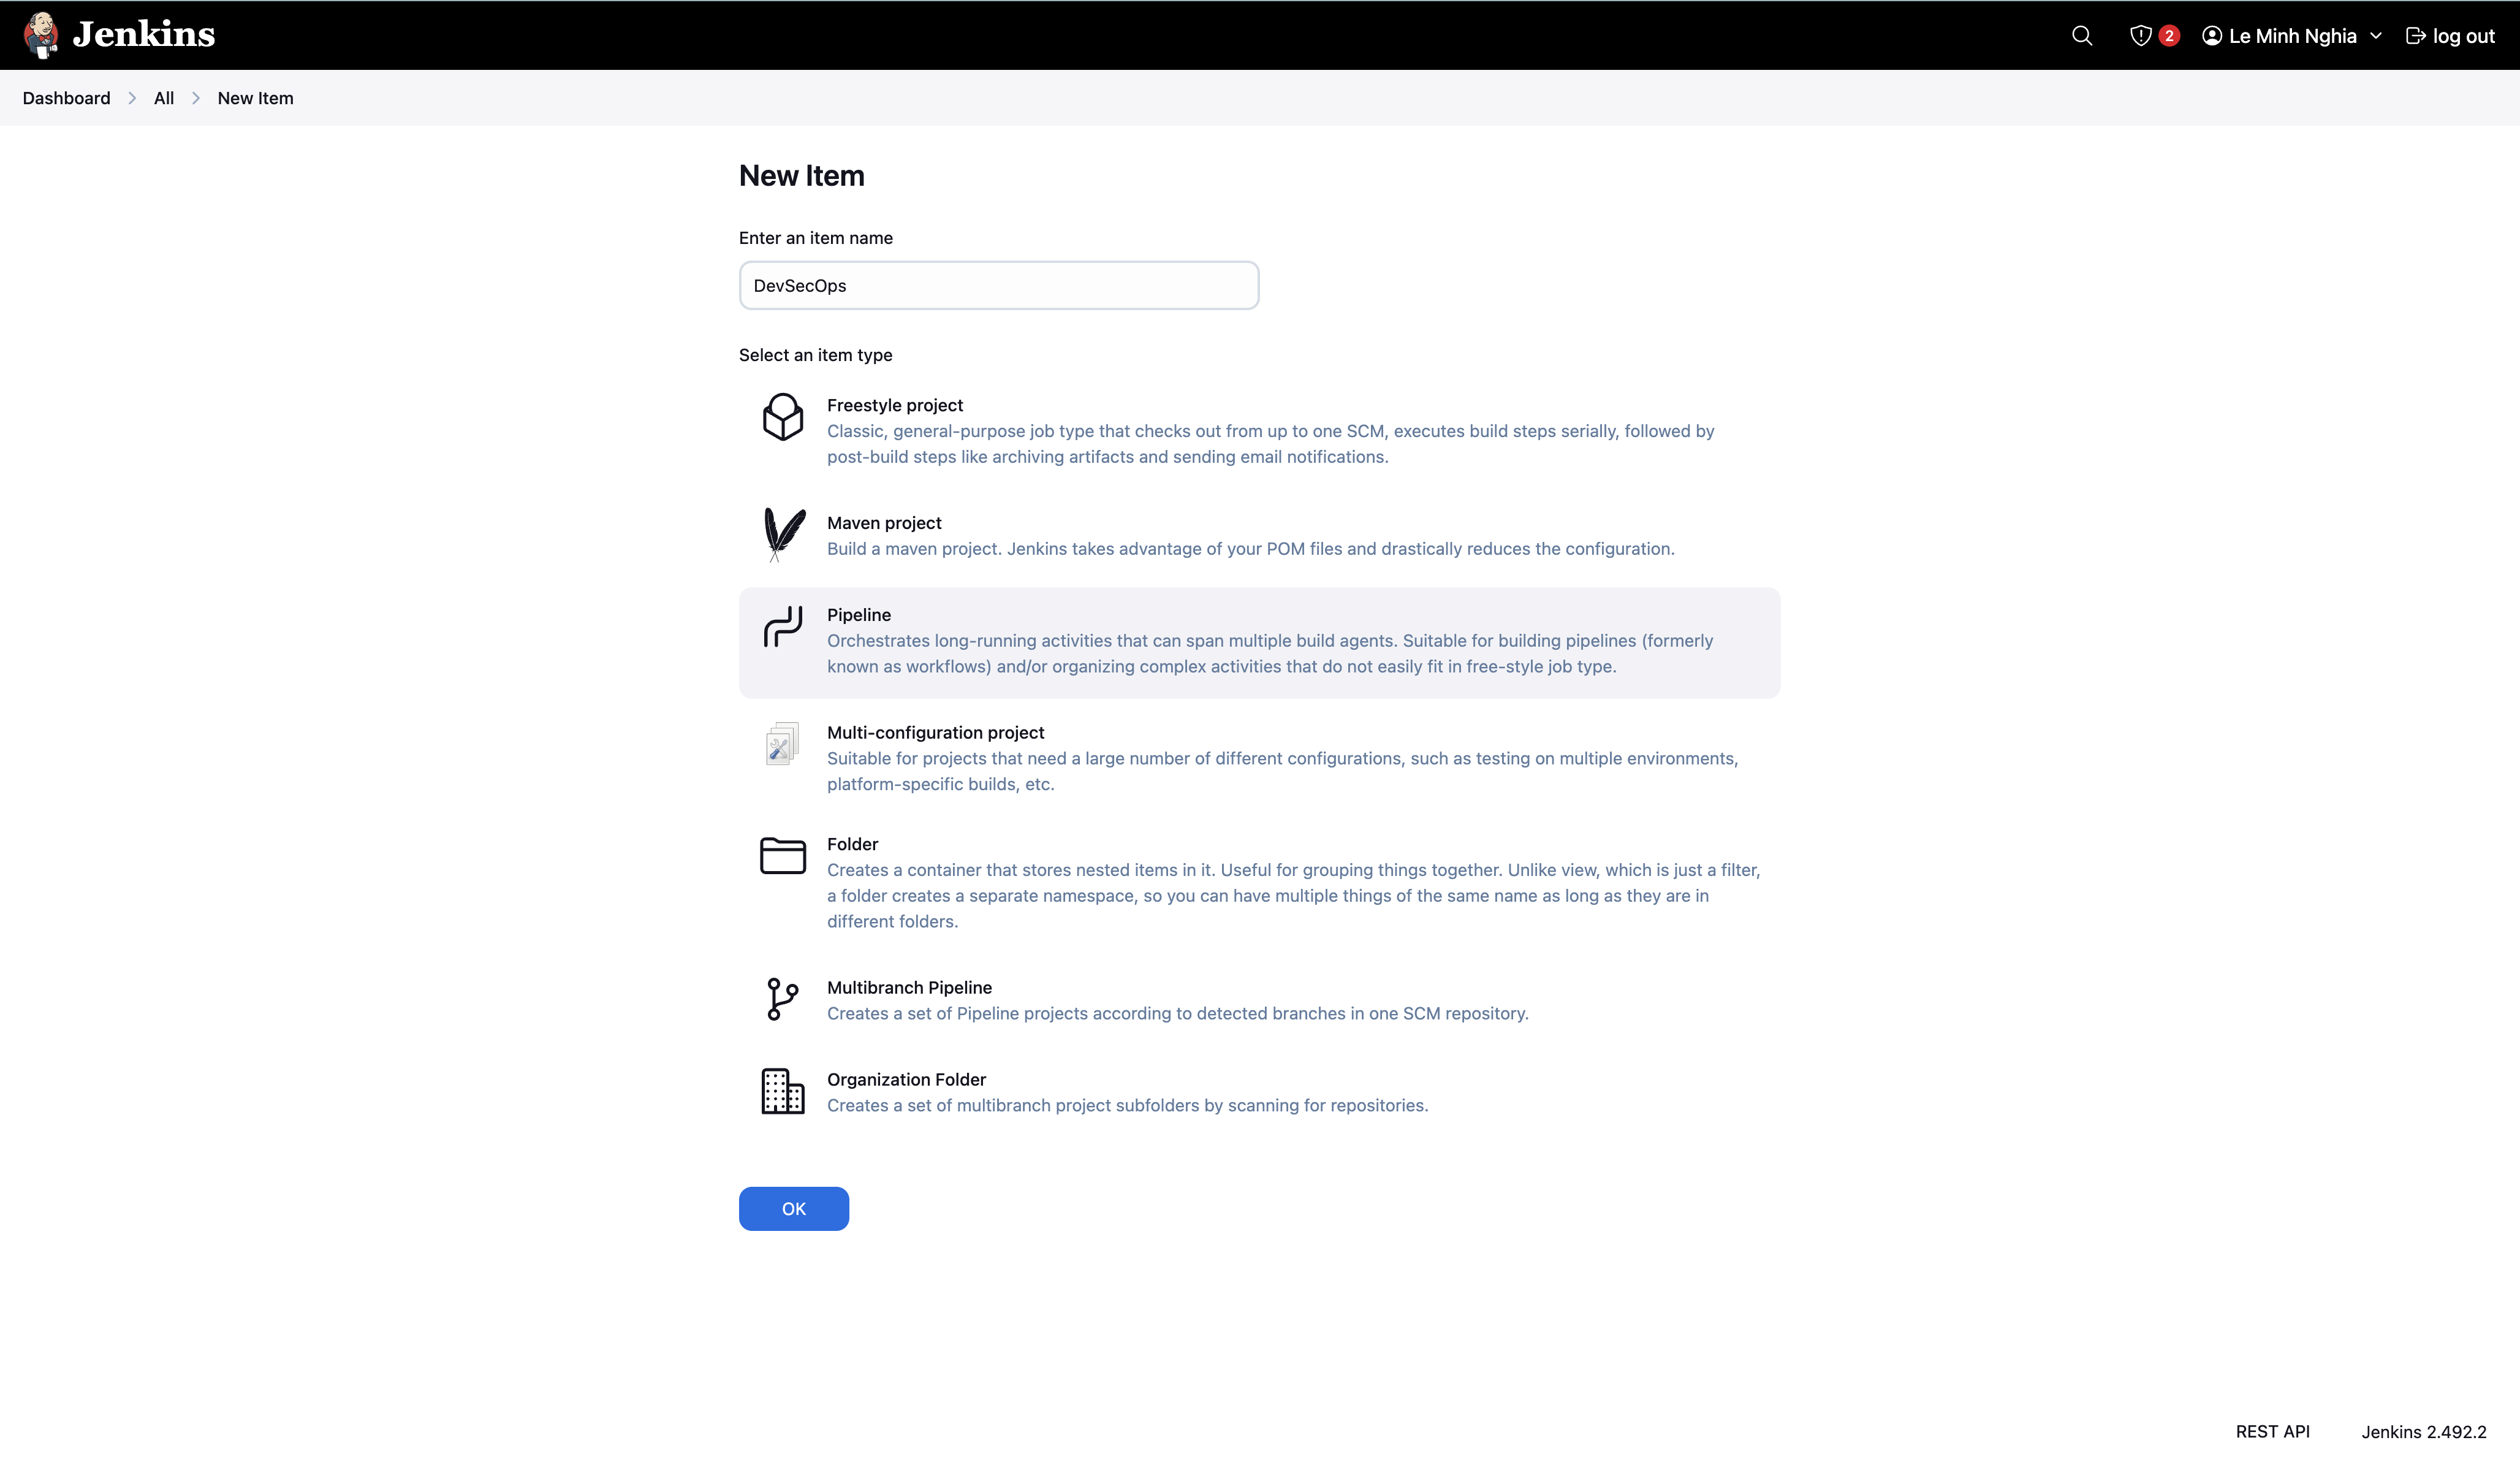 Jenkins
2
Le Minh Nghia
log out
Dashboard
All
New Item
New Item
Enter an item name
DevSecOps
Select an item type
Freestyle project
Classic, general-purpose job type that checks out from up to one SCM, executes build steps serially, followed by
post-build steps like archiving artifacts and sending email notifications.
Maven project
Build a maven project. Jenkins takes advantage of your POM files and drastically reduces the configuration.
Pipeline
Orchestrates long-running activities that can span multiple build agents. Suitable for building pipelines (formerly
known as workflows) and/or organizing complex activities that do not easily fit in free-style job type.
Multi-configuration project
Suitable for projects that need a large number of different configurations, such as testing on multiple environments,
platform-specific builds, etc.
Folder
Creates a container that stores nested items in it. Useful for grouping things together. Unlike view, which is just a filter,
a folder creates a separate namespace, so you can have multiple things of the same name as long as they are in
different folders.
Multibranch Pipeline
Creates a set of Pipeline projects according to detected branches in one SCM repository.
Organization Folder
Creates a set of multibranch project subfolders by scanning for repositories.
OK
REST API
Jenkins 2.492.2